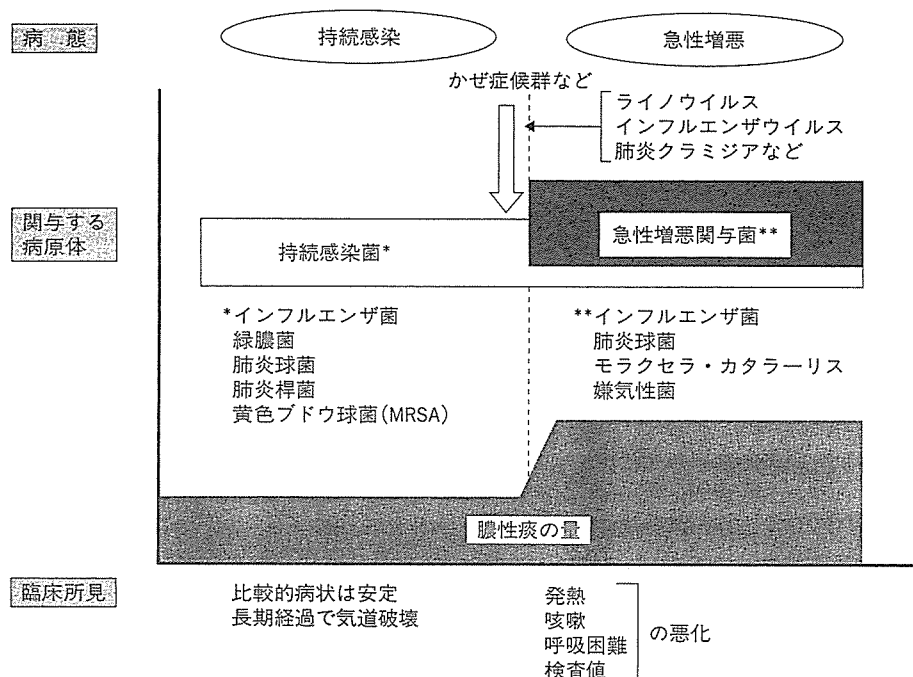 病 態
持続感染
急性増悪
かぜ症候群など
ライノウイルス
インフルエンザウイルス
肺炎クラミジアなど
関与する
病原体
持続感染菌*
急性増悪関与菌**
*インフルエンザ菌
緑膿菌
肺炎球菌
肺炎桿菌
黄色ブドウ球菌(MRSA)
**インフルエンザ菌
肺炎球菌
モラクセラ・カタラーリス
嫌気性菌
膿性痰の量
臨床所見
比較的病状は安定
長期経過で気道破壊
発熱
咳嗽
呼吸困難
検査値
の悪化